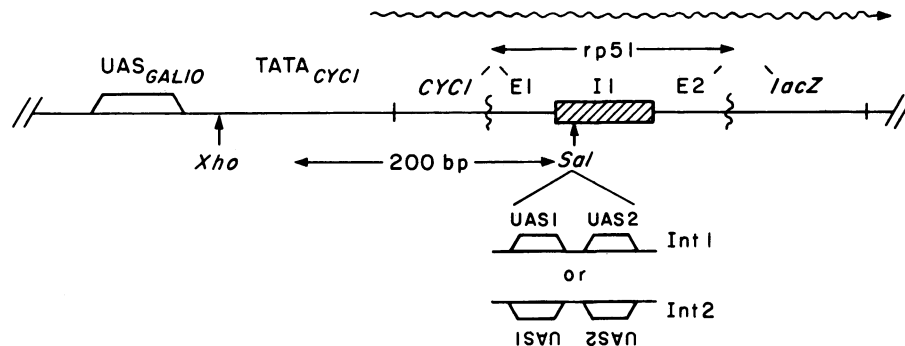 rp51
UAS GAL10 TATA CYC1 CYC1 E1 I1 E2 lacZ
Xho 200 bp Sal
UAS1 UAS2
Int1
or
Int2
UAS1 UAS2